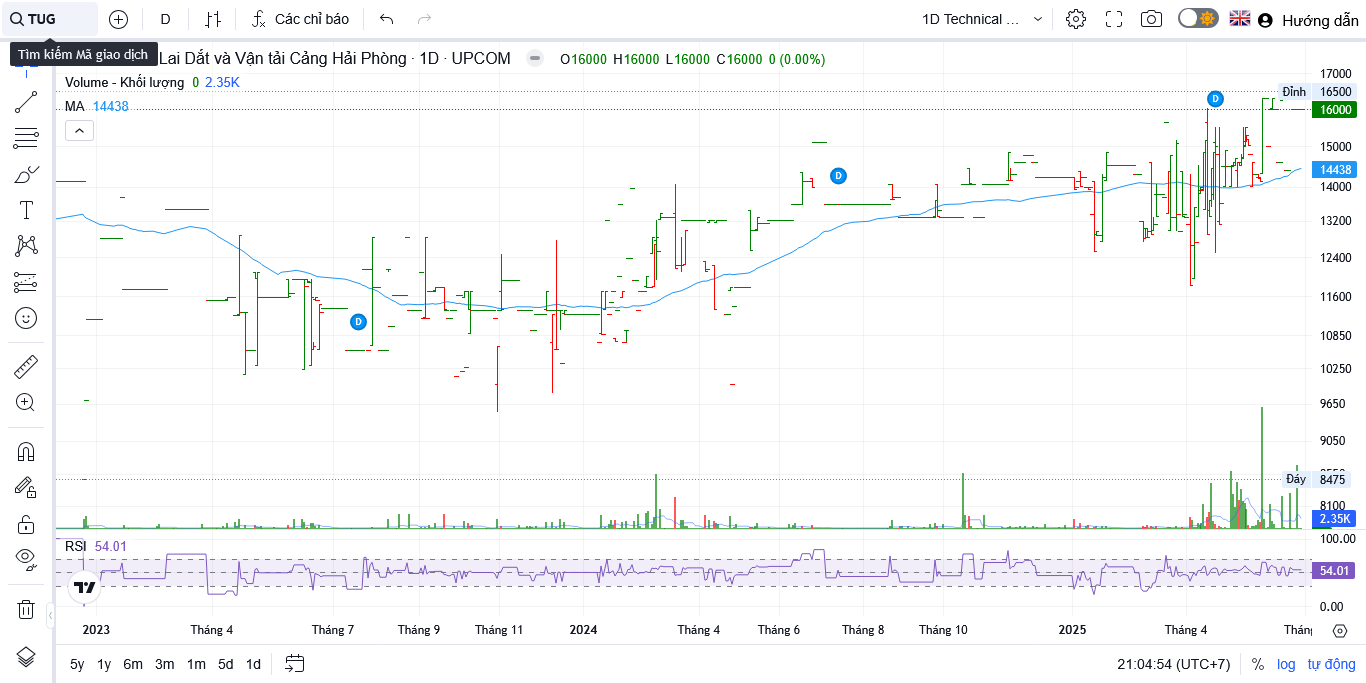 TUG D Các chỉ báo 1D Technical ... Hướng dẫn
Tìm kiếm Mã giao dịch
Lai Dắt và Vận tải Cảng Hải Phòng · 1D · UPCOM O16000 H16000 L16000 C16000 0 (0.00%)
Volume - Khối lượng 0 2.35K
MA 14438
17000
Đỉnh 16500
16000
15000
14438
14000
13200
12400
11600
10850
10250
9650
9050
Đáy 8475
8100
2.35K
D
D
D
RSI 54.01
100.00
54.01
0.00
2023 Tháng 4 Tháng 7 Tháng 9 Tháng 11 2024 Tháng 4 Tháng 6 Tháng 8 Tháng 10 2025 Tháng 4
5y 1y 6m 3m 1m 5d 1d 21:04:54 (UTC+7) % log tự động